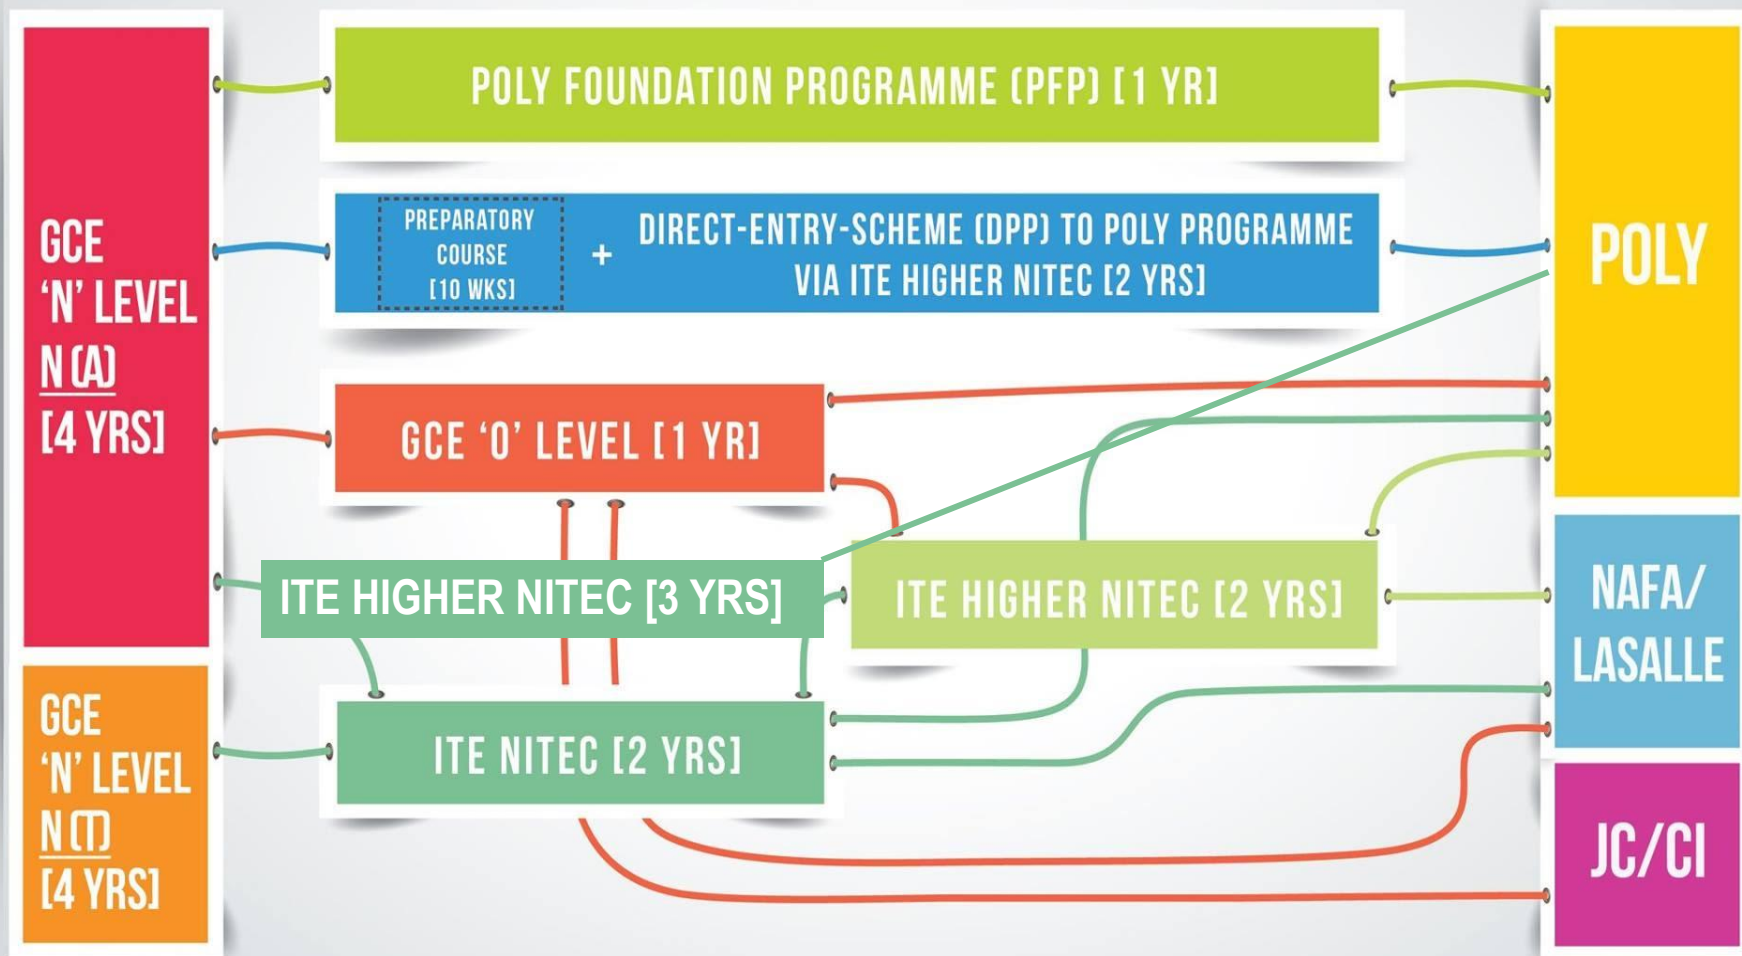 GCE
‘N’ LEVEL
N(A)
[4 YRS]
GCE
‘N’ LEVEL
N(T)
[4 YRS]
POLY FOUNDATION PROGRAMME (PFP) [1 YR]
PREPARATORY
COURSE
[10 WKS]
+
DIRECT-ENTRY-SCHEME (DPP) TO POLY PROGRAMME
VIA ITE HIGHER NITEC [2 YRS]
GCE ‘O’ LEVEL [1 YR]
ITE HIGHER NITEC [3 YRS]
ITE HIGHER NITEC [2 YRS]
ITE NITEC [2 YRS]
POLY
NAFA/
LASALLE
JC/CI